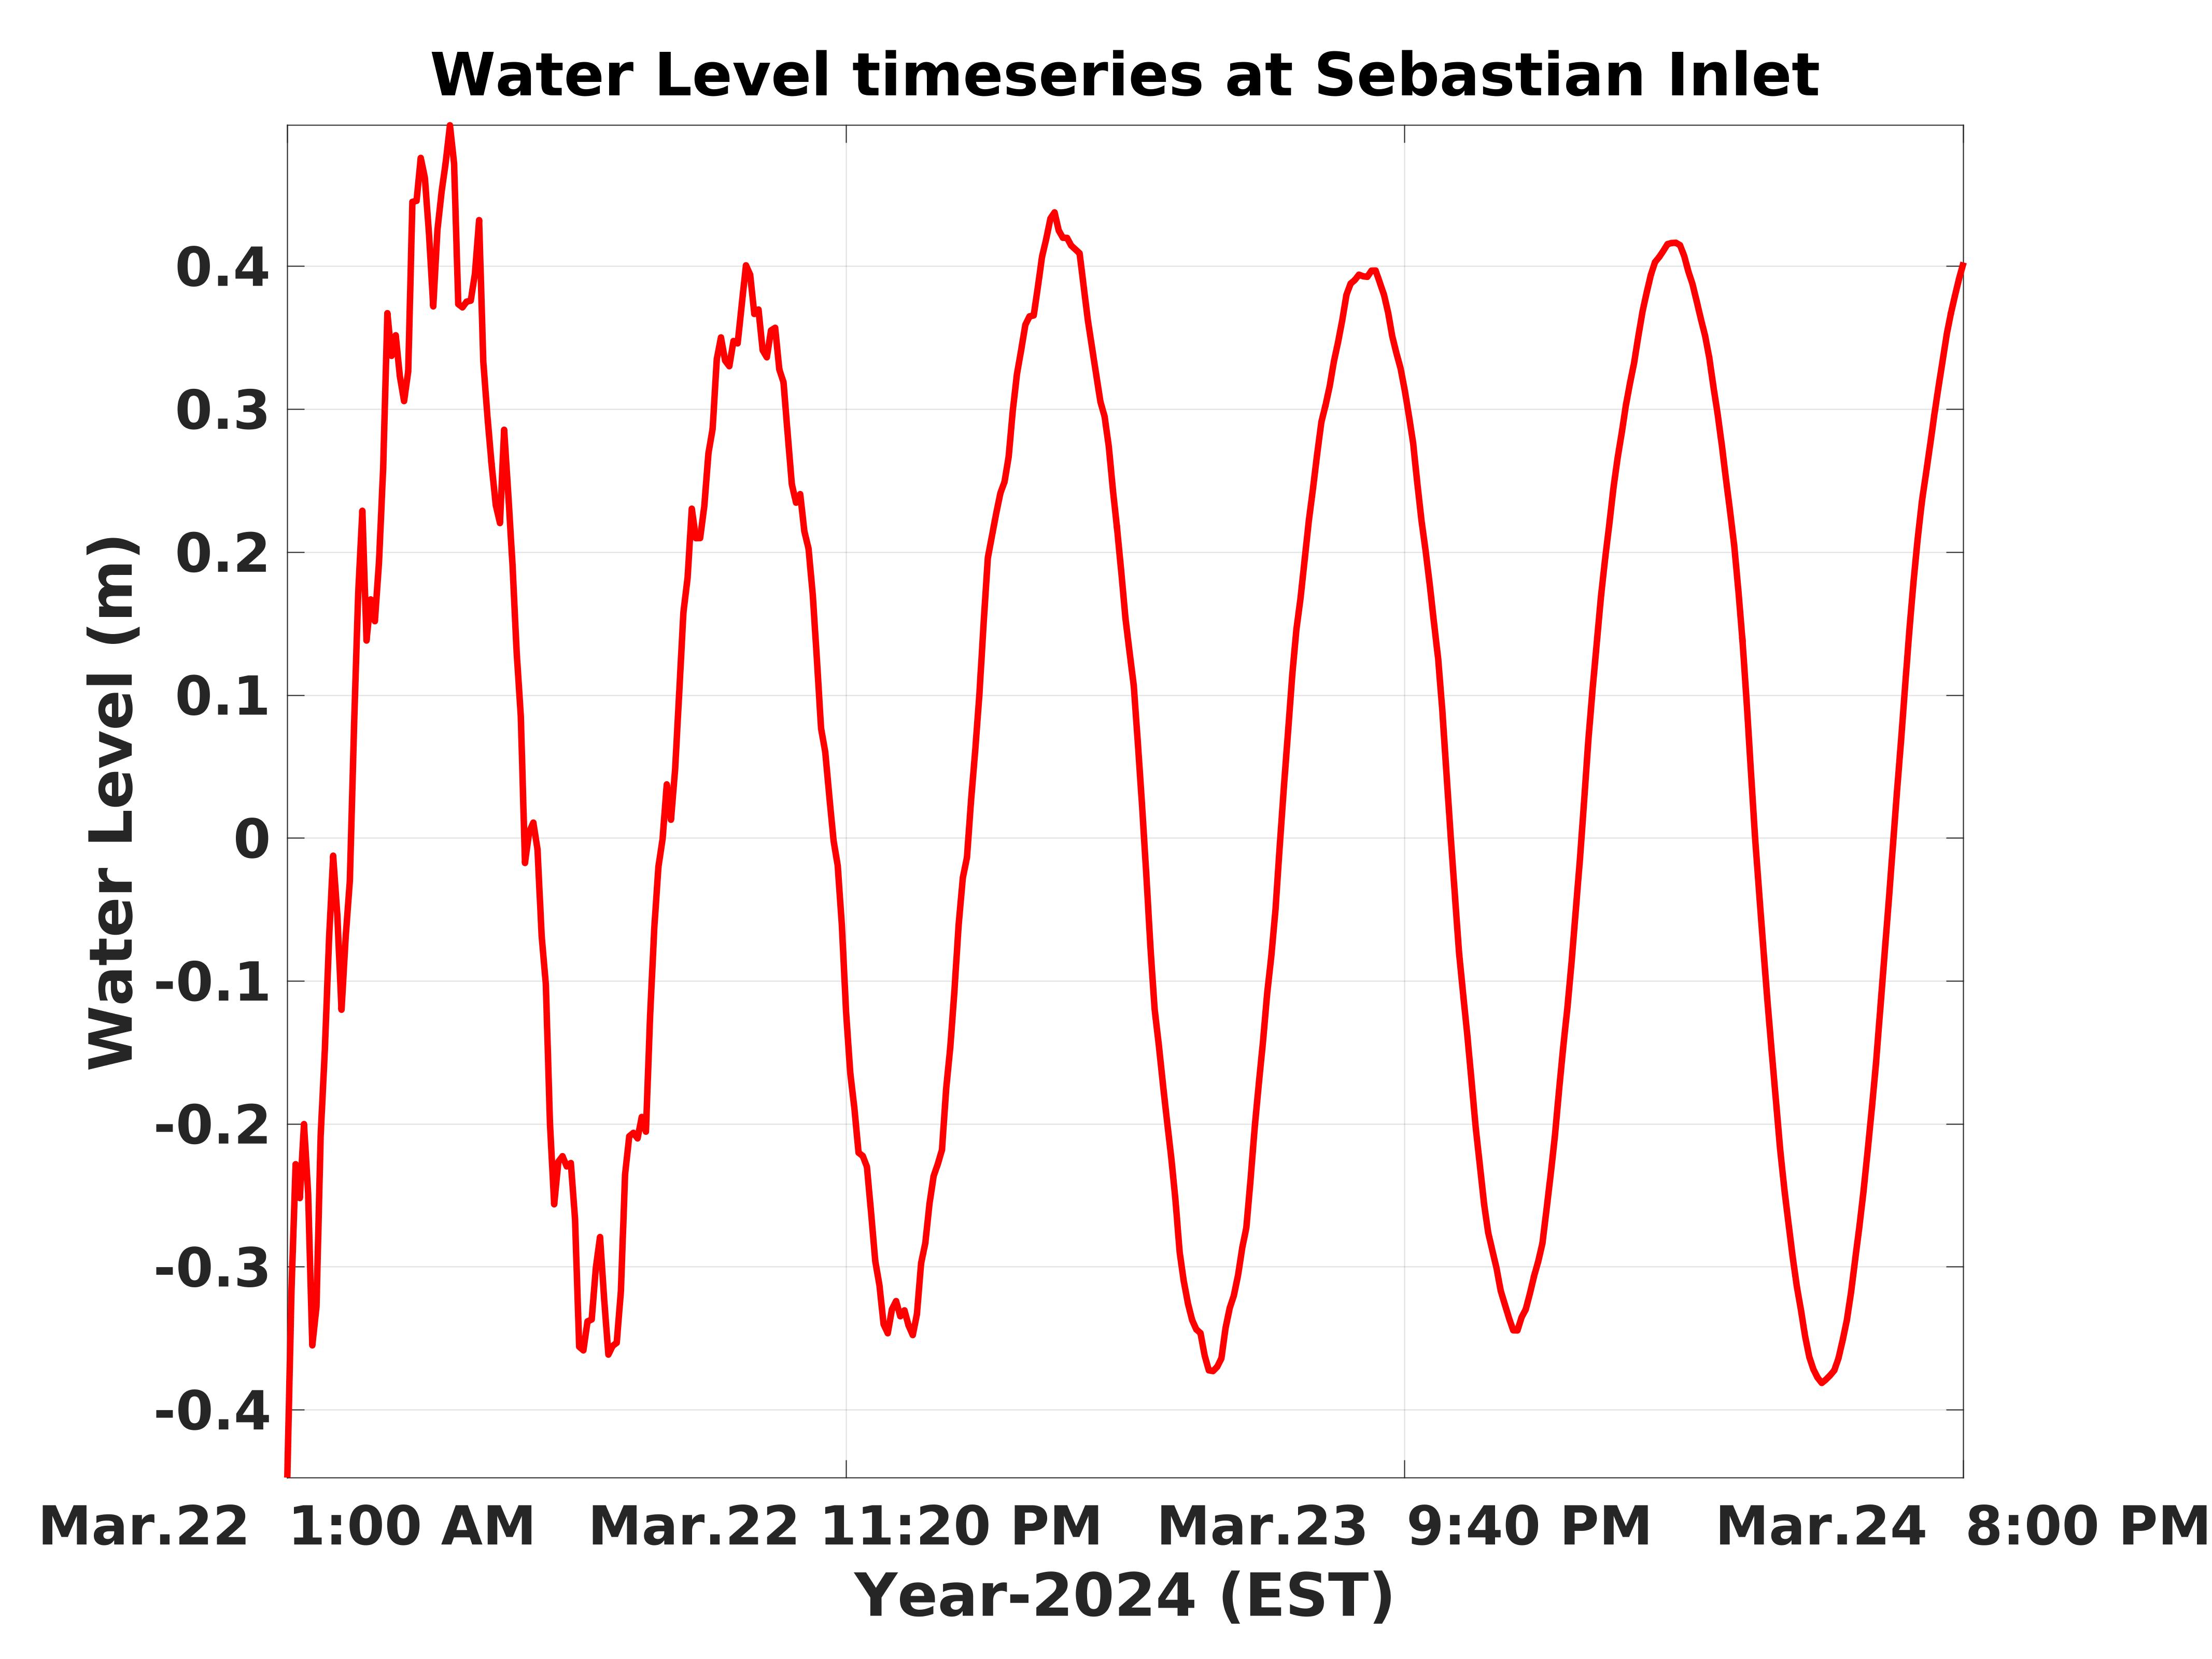 Water Level timeseries at Sebastian Inlet
Water Level (m)
0.4
0.3
0.2
0.1
0
-0.1
-0.2
-0.3
-0.4
Mar.22 1:00 AM Mar.22 11:20 PM Mar.23 9:40 PM Mar.24 8:00 PM
Year-2024 (EST)